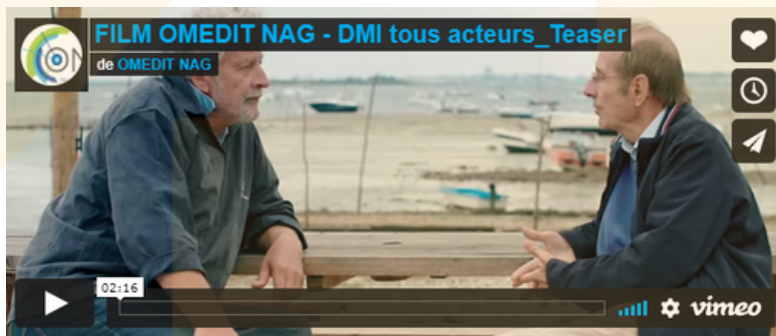 FILM OMEDIT NAG - DMI tous acteurs_Teaser
de OMEDIT NAG
02:16
vimeo